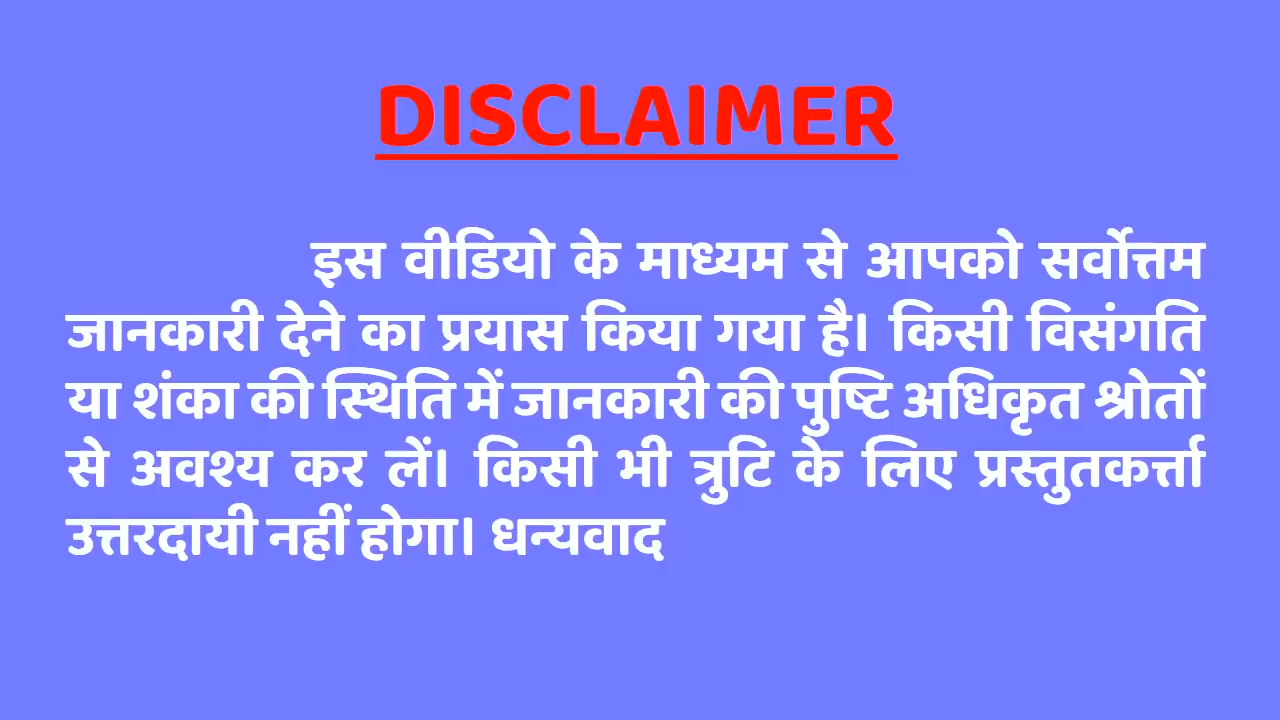 DISCLAIMER
इस वीडियो के माध्यम से आपको सर्वोत्तम
जानकारी देने का प्रयास किया गया है। किसी विसंगति
या शंका की स्थिति में जानकारी की पुष्टि अधिकृत श्रोतों
से अवश्य कर लें। किसी भी त्रुटि के लिए प्रस्तुतकर्त्ता
उत्तरदायी नहीं होगा। धन्यवाद